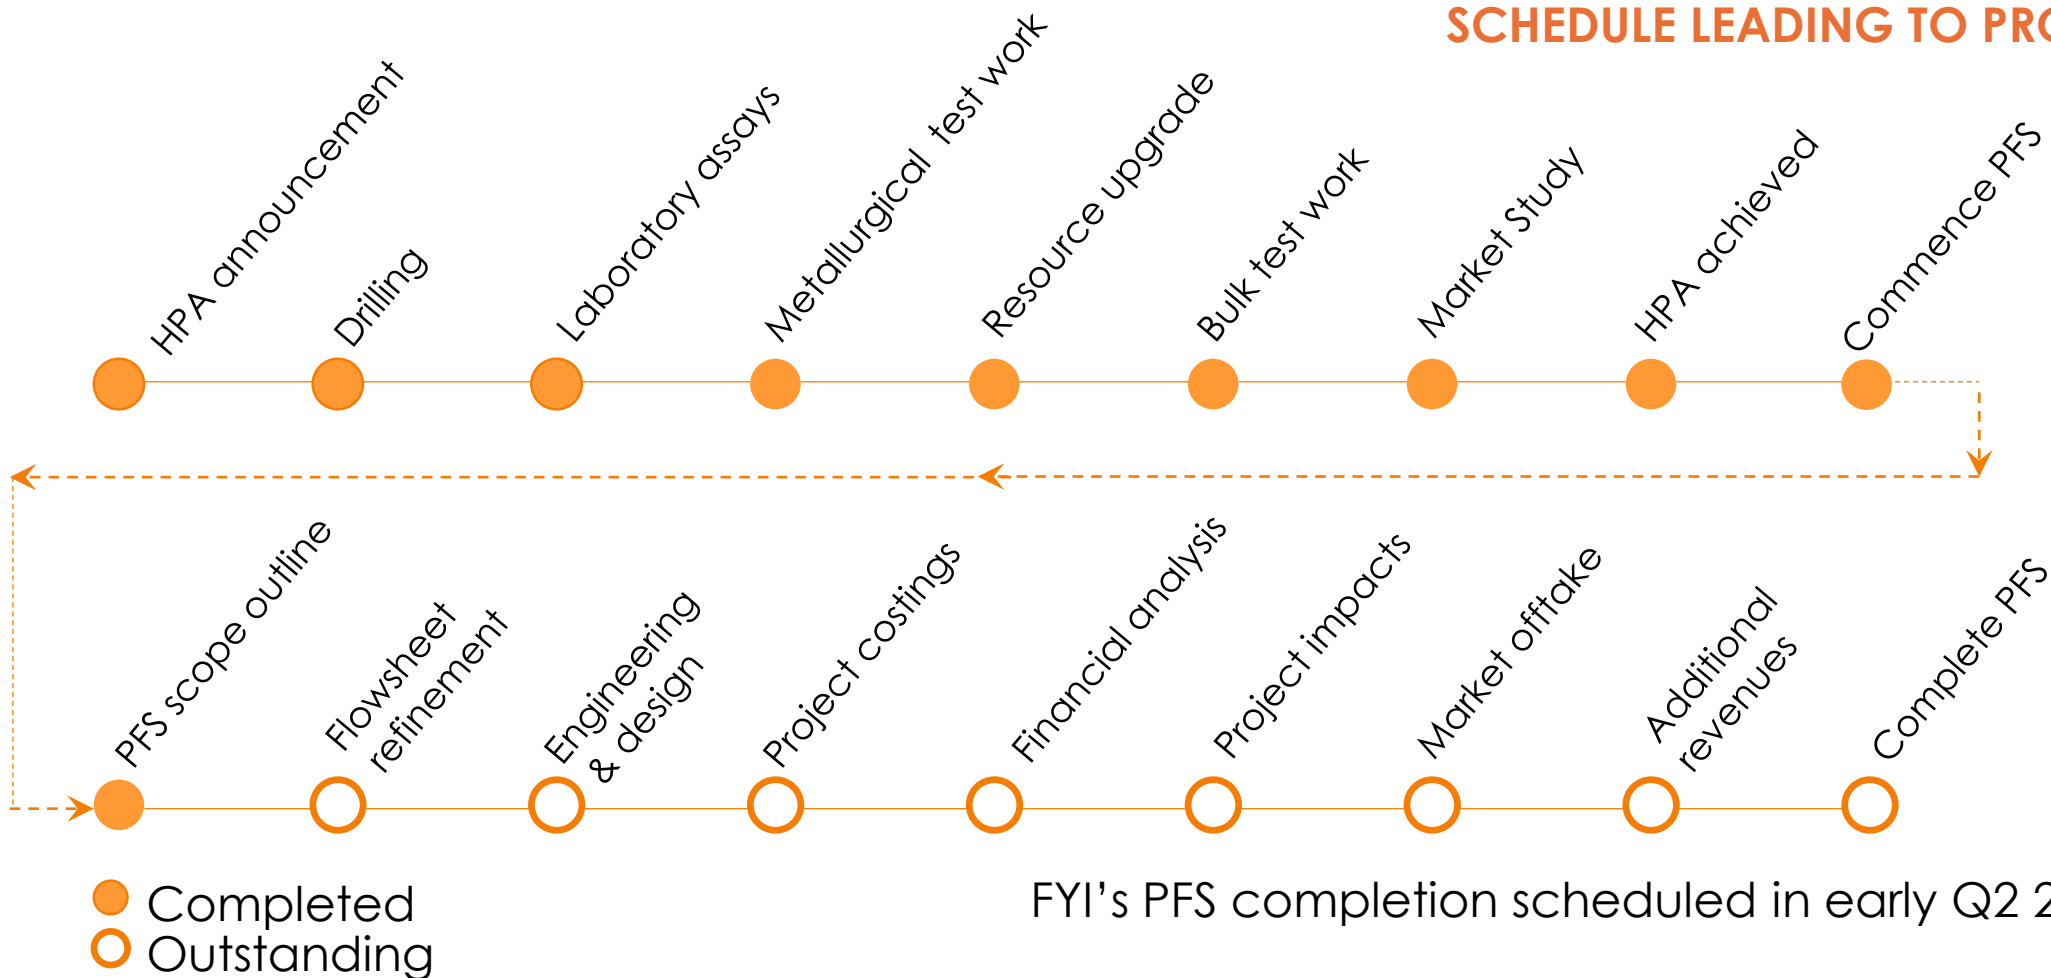 SCHEDULE LEADING TO
HPA announcement
Drilling
Laboratory assays
Metallurgical test work
Resource upgrade
Bulk test work
Market Study
HPA achieved
Commence PFS
PFS scope outline
Flowsheet
refinement
Engineering
& design
Project costings
Financial analysis
Project impacts
Market offtake
Additional
revenues
Complete PFS
Completed
Outstanding
FYI's PFS completion scheduled in early Q2